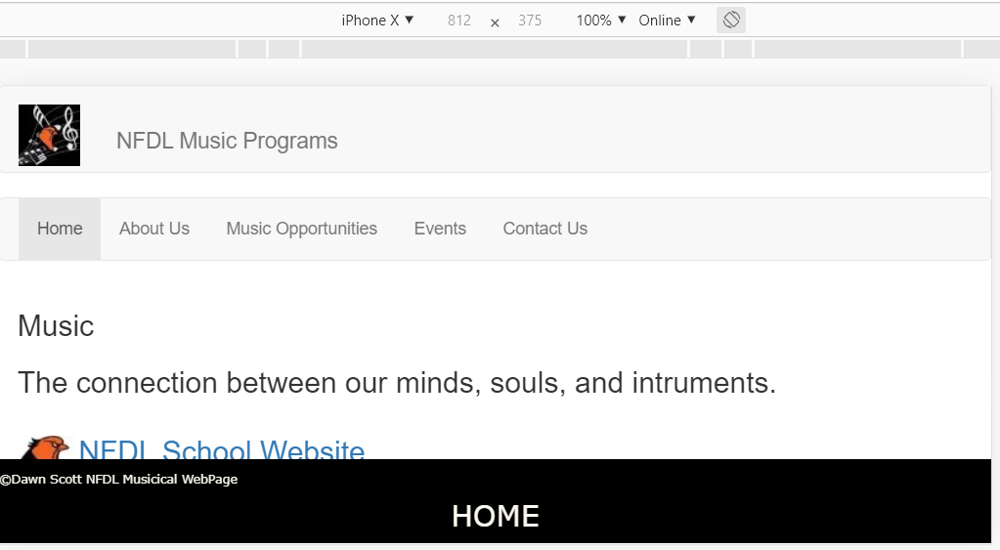 iPhone X ▼ 812 × 375 100% ▼ Online ▼
NFDL Music Programs
Home About Us Music Opportunities Events Contact Us
Music
The connection between our minds, souls, and intruments.
NFDL School Website
©Dawn Scott NFDL Musicical WebPage
HOME